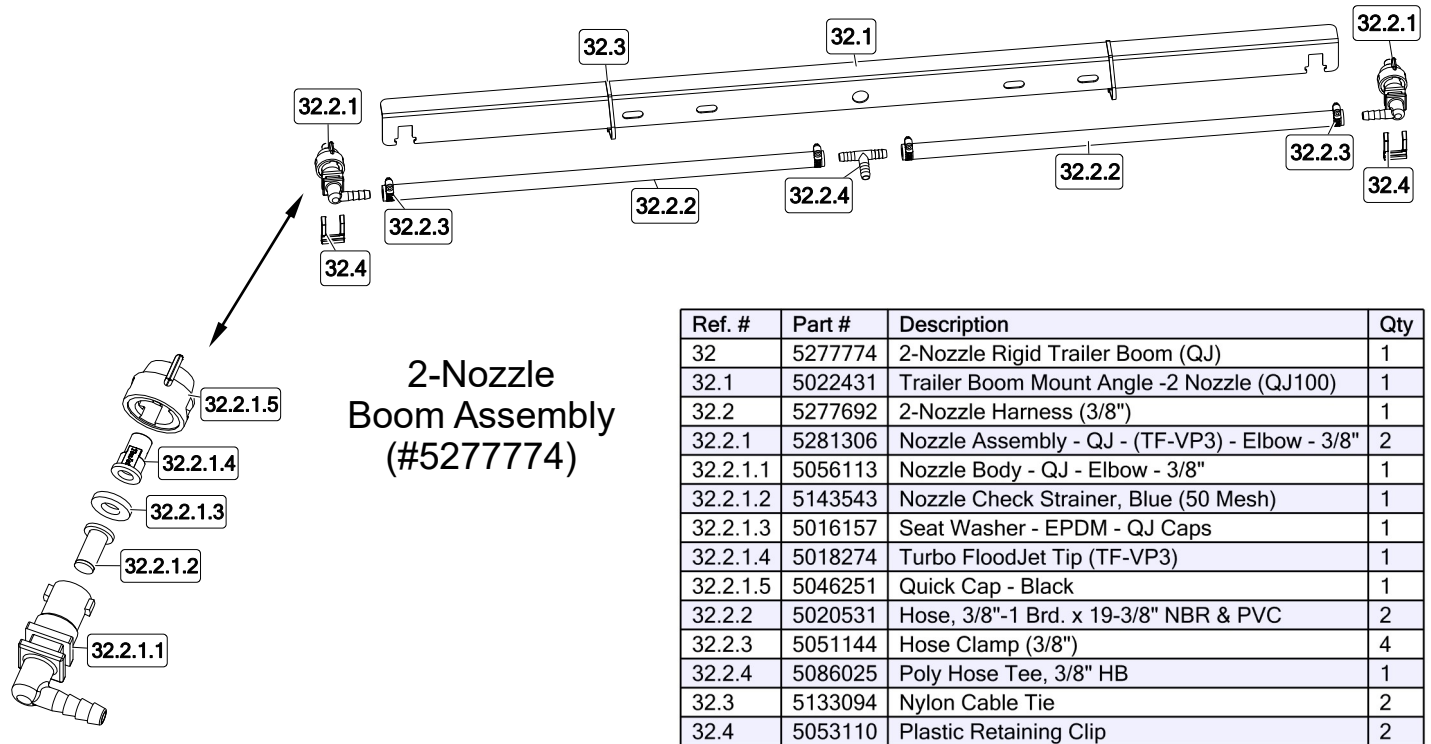 32.2.1
32.1
32.3
32.2.1
32.2.3
32.2.2
32.4
32.2.4
32.2.2
32.2.3
32.4
32.2.1.5
32.2.1.4
32.2.1.3
32.2.1.2
32.2.1.1
2-Nozzle
Boom Assembly
(#5277774)
Ref. # Part # Description Qty
32 5277774 2-Nozzle Rigid Trailer Boom (QJ) 1
32.1 5022431 Trailer Boom Mount Angle -2 Nozzle (QJ100) 1
32.2 5277692 2-Nozzle Harness (3/8") 1
32.2.1 5281306 Nozzle Assembly - QJ - (TF-VP3) - Elbow - 3/8" 2
32.2.1.1 5056113 Nozzle Body - QJ - Elbow - 3/8" 1
32.2.1.2 5143543 Nozzle Check Strainer, Blue (50 Mesh) 1
32.2.1.3 5016157 Seat Washer - EPDM - QJ Caps 1
32.2.1.4 5018274 Turbo FloodJet Tip (TF-VP3) 1
32.2.1.5 5046251 Quick Cap - Black 1
32.2.2 5020531 Hose, 3/8"-1 Brd. x 19-3/8" NBR & PVC 2
32.2.3 5051144 Hose Clamp (3/8") 4
32.2.4 5086025 Poly Hose Tee, 3/8" HB 1
32.3 5133094 Nylon Cable Tie 2
32.4 5053110 Plastic Retaining Clip 2